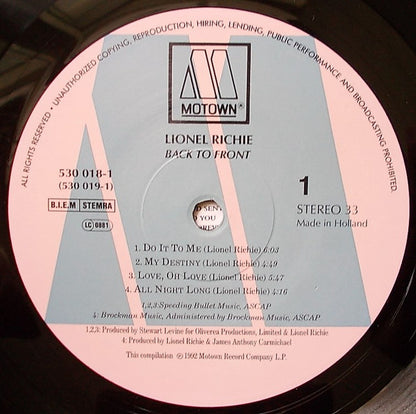 • ALL RIGHTS RESERVED • UNAUTHORIZED COPYING, REPRODUCTION, HIRING, LENDING, PUBLIC PERFORMANCE AND BROADCASTING PROHIBITED.
MOTOWN®
LIONEL RICHIE
BACK TO FRONT
530 018-1
(530 019-1)
B.I.E.M STEMRA
LC 0881
1
STEREO 33
Made in Holland
YOU
1. DO IT TO ME (Lionel Richie) 6:03
2. MY DESTINY (Lionel Richie) 4:49
3. LOVE, OH LOVE (Lionel Richie) 5:47
4. ALL NIGHT LONG (Lionel Richie) 4:16
1,2,3: Speeding Bullet Music, ASCAP
4: Brockman Music, Administered by Brockman Music, ASCAP
1,2,3: Produced by Stewart Levine for Oliverea Productions, Limited & Lionel Richie
4: Produced by Lionel Richie & James Anthony Carmichael
This compilation ℗ 1992 Motown Record Company L.P.